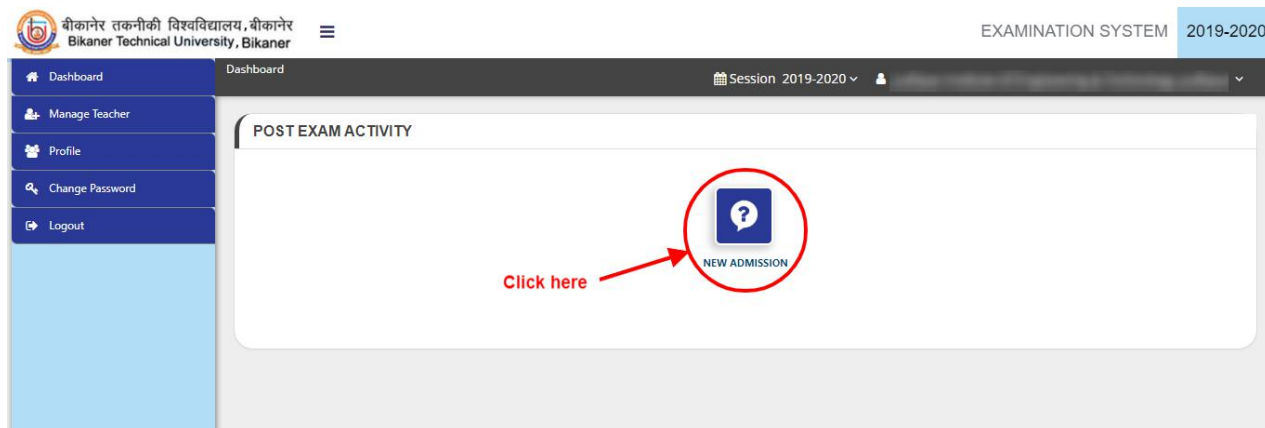 बीकानेर तकनीकी विश्वविद्यालय, बीकानेर
Bikaner Technical University, Bikaner
EXAMINATION SYSTEM 2019-2020
Dashboard
Manage Teacher
Profile
Change Password
Logout
Dashboard
Session 2019-2020
POST EXAM ACTIVITY
NEW ADMISSION
Click here